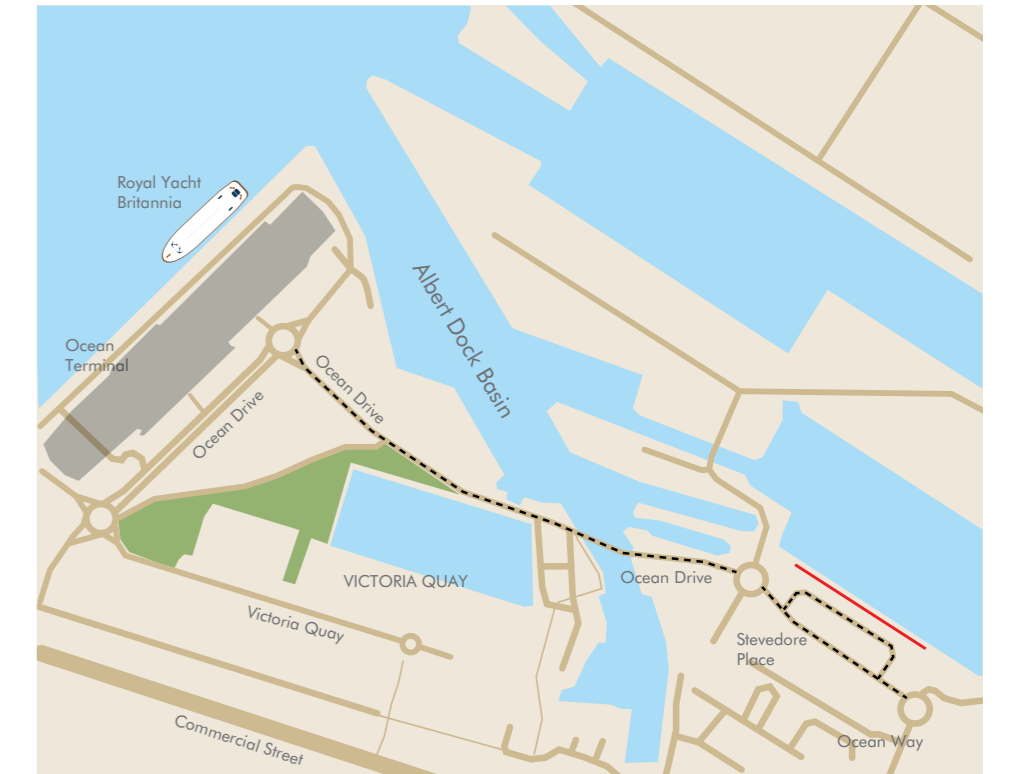 Royal Yacht
Britannia
Albert Dock Basin
Ocean
Terminal
Ocean Drive
Ocean Drive
VICTORIA QUAY
Ocean Drive
Victoria Quay
Stevedore
Place
Commercial Street
Ocean Way